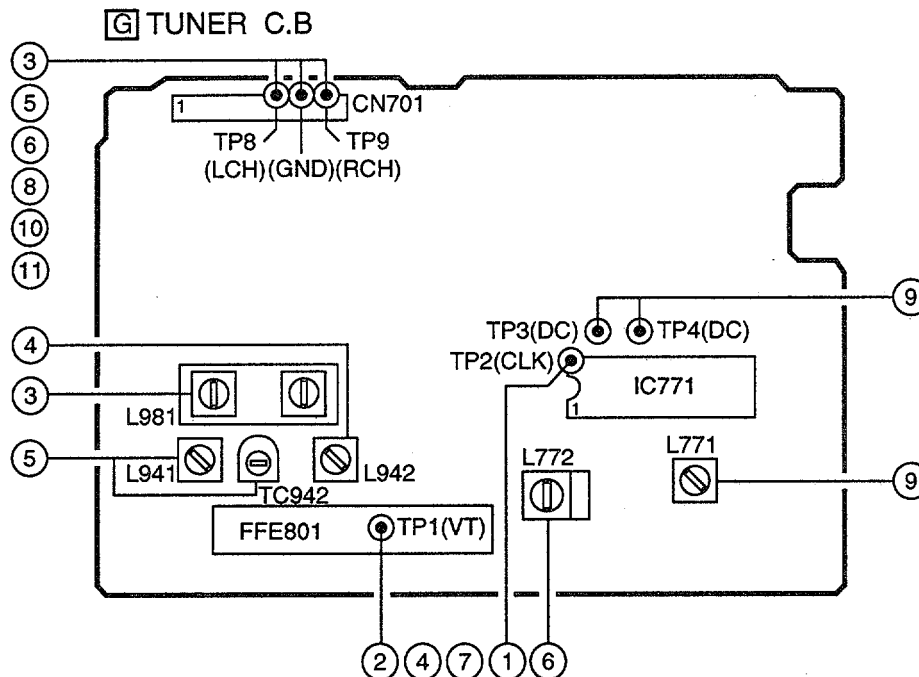 G TUNER C.B
3
5
6
8
10
11
1
CN701
TP8
TP9
(LCH)(GND)(RCH)
9
TP3(DC)
TP4(DC)
TP2(CLK)
IC771
1
4
3
L981
5
L941
TC942
L942
L772
L771
9
FFE801
TP1(VT)
2
4
7
1
6